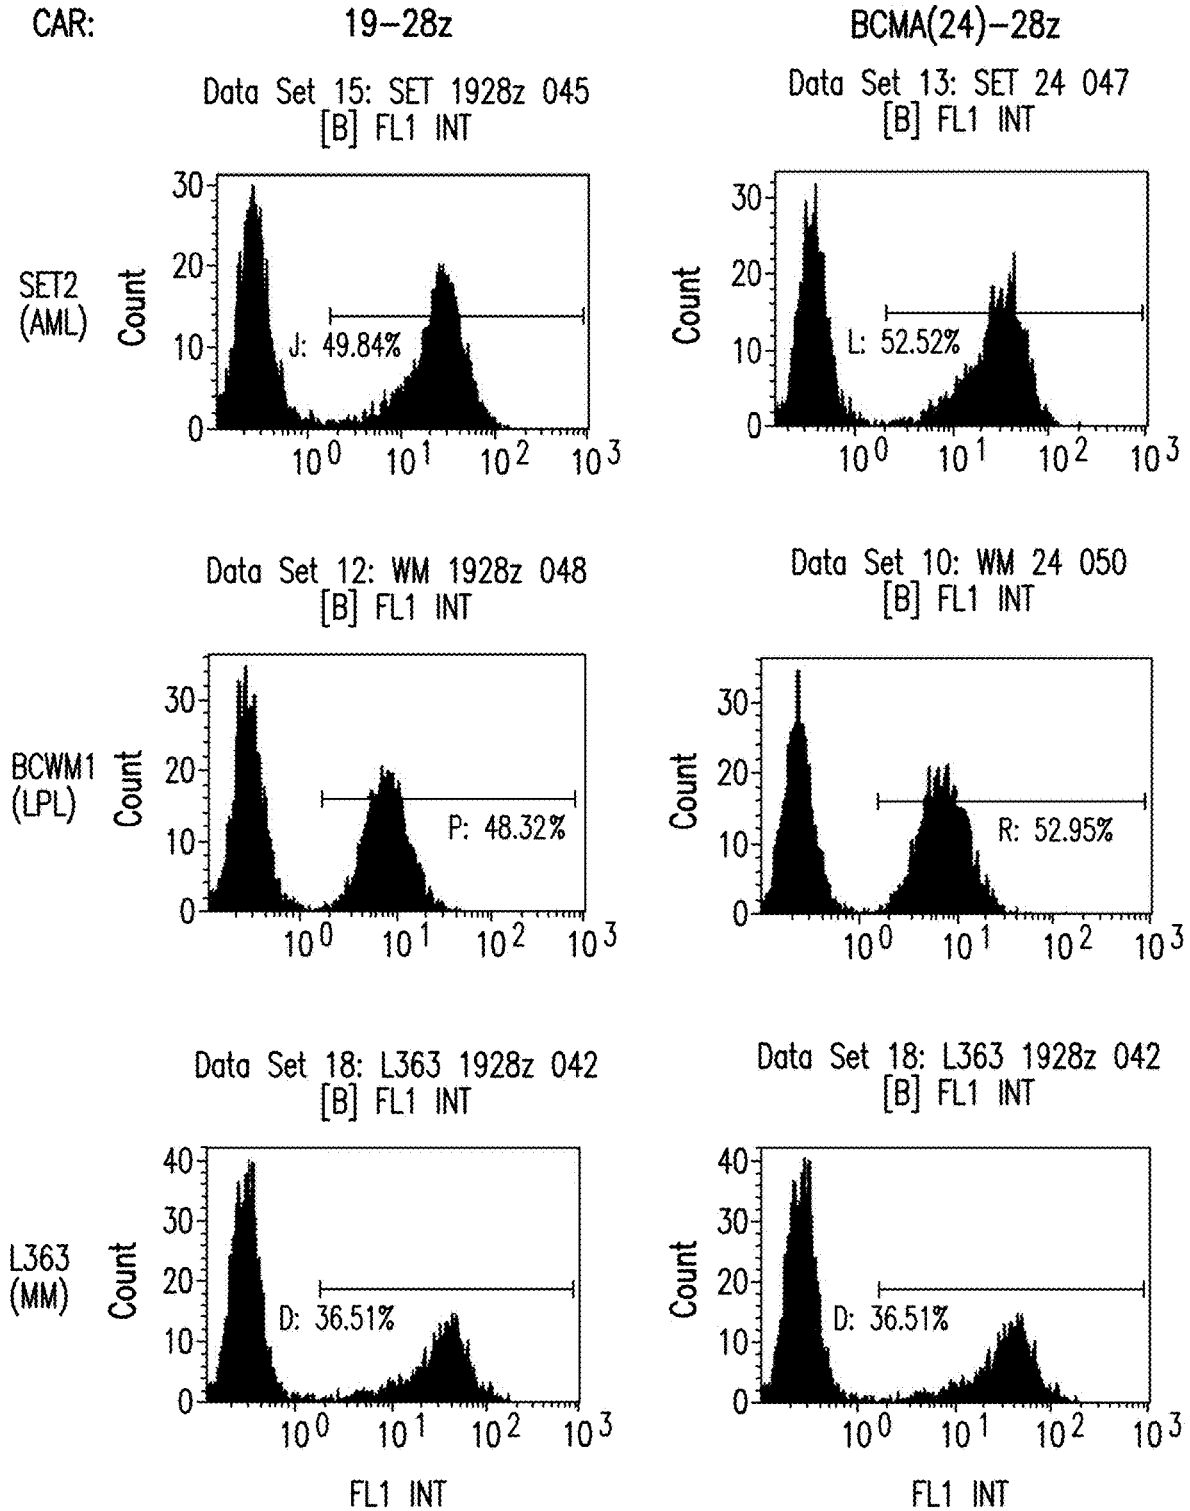 CAR: 19-28z BCMA(24)-28z
Data Set 15: SET 1928z 045
[B] FL1 INT
Data Set 13: SET 24 047
[B] FL1 INT
SET2
(AML)
Count
30
20
10
0
J: 49.84%
10^0 10^1 10^2 10^3
Count
30
20
10
0
L: 52.52%
10^0 10^1 10^2 10^3
Data Set 12: WM 1928z 048
[B] FL1 INT
Data Set 10: WM 24 050
[B] FL1 INT
BCWM1
(LPL)
Count
30
20
10
0
P: 48.32%
10^0 10^1 10^2 10^3
Count
30
20
10
0
R: 52.95%
10^0 10^1 10^2 10^3
Data Set 18: L363 1928z 042
[B] FL1 INT
Data Set 18: L363 1928z 042
[B] FL1 INT
L363
(MM)
Count
40
30
20
10
0
D: 36.51%
10^0 10^1 10^2 10^3
FL1 INT
Count
40
30
20
10
0
D: 36.51%
10^0 10^1 10^2 10^3
FL1 INT